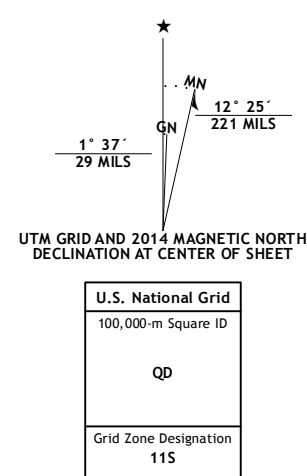 ★
MN
GN
12° 25´
221 MILS
1° 37´
29 MILS
UTM GRID AND 2014 MAGNETIC NORTH
DECLINATION AT CENTER OF SHEET
U.S. National Grid
100,000-m Square ID
QD
Grid Zone Designation
11S